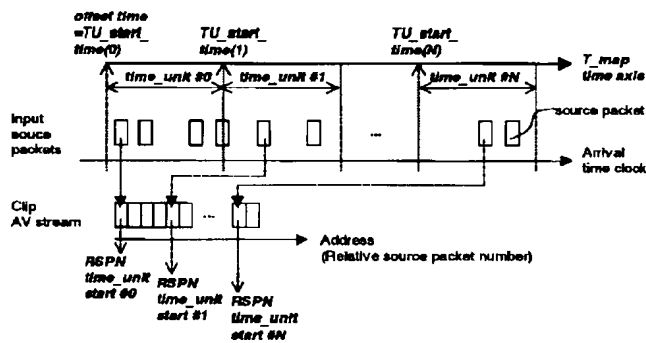 offset time
=TU_start_
time(0)
TU_start_
time(1)
TU_start_
time(N)
T_map
time axis
time_unit #0
time_unit #1
time_unit #N
Input
souce
packets
...
source packet
Arrival
time clock
Clip
AV stream
...
Address
(Relative source packet number)
RSPN
time_unit
start #0
RSPN
time_unit
start #1
RSPN
time_unit
start #N